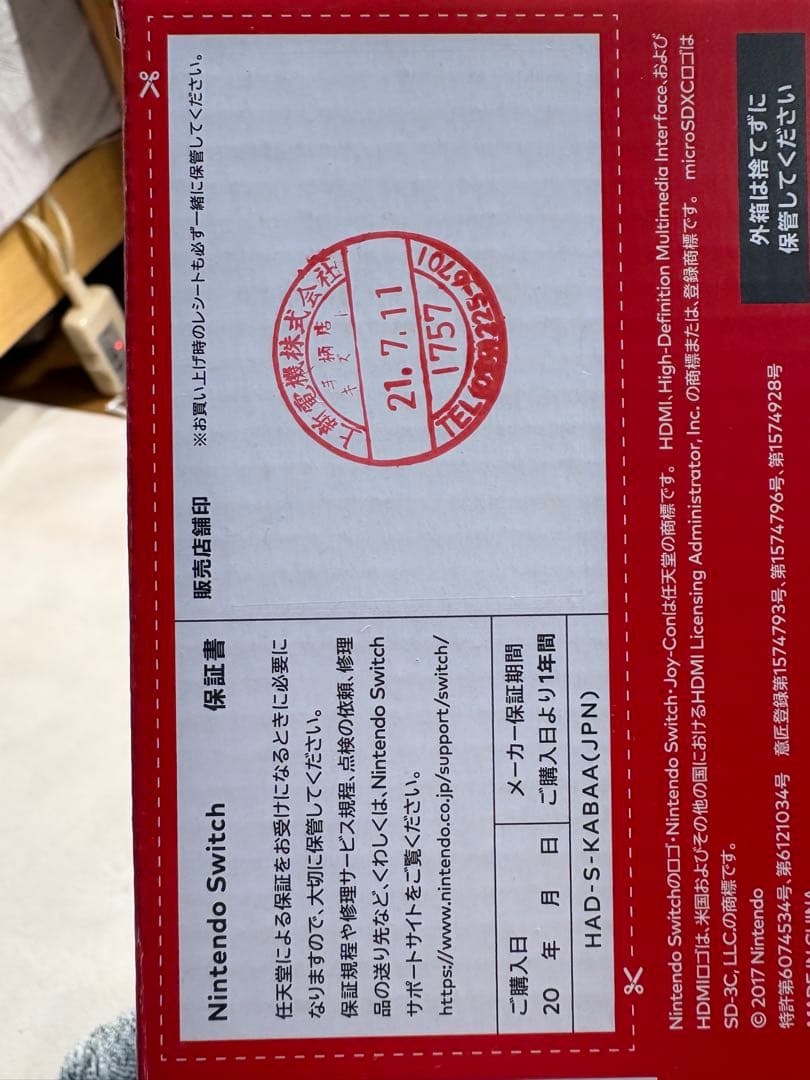 Nintendo Switch 保証書
任天堂による保証をお受けになるときに必要に
なりますので、大切に保管してください。
保証規程や修理サービス規程、点検の依頼、修理
品の送り先など、くわしくは、Nintendo Switch
サポートサイトをご覧ください。
https://www.nintendo.co.jp/support/switch/
ご購入日
20 年 月 日
メーカー保証期間
ご購入日より1年間
HAD-S-KABAA(JPN)
販売店舗印
※お買い上げ時のレシートも必ず一緒に保管してください。
上新電機株式会社
キッズ
手柄店
21.7.11
1757
Nintendo Switchのロゴ・Nintendo Switch・Joy-Conは任天堂の商標です。 HDMI、High-Definition Multimedia Interface、および
HDMIロゴは、米国およびその他の国におけるHDMI Licensing Administrator, Inc. の商標または、登録商標です。 microSDXCロゴは
SD-3C, LLC.の商標です。
© 2017 Nintendo
特許第6074534号、第6121034号 意匠登録第1574793号、第1574796号、第1574928号
外箱は捨てずに
保管してください